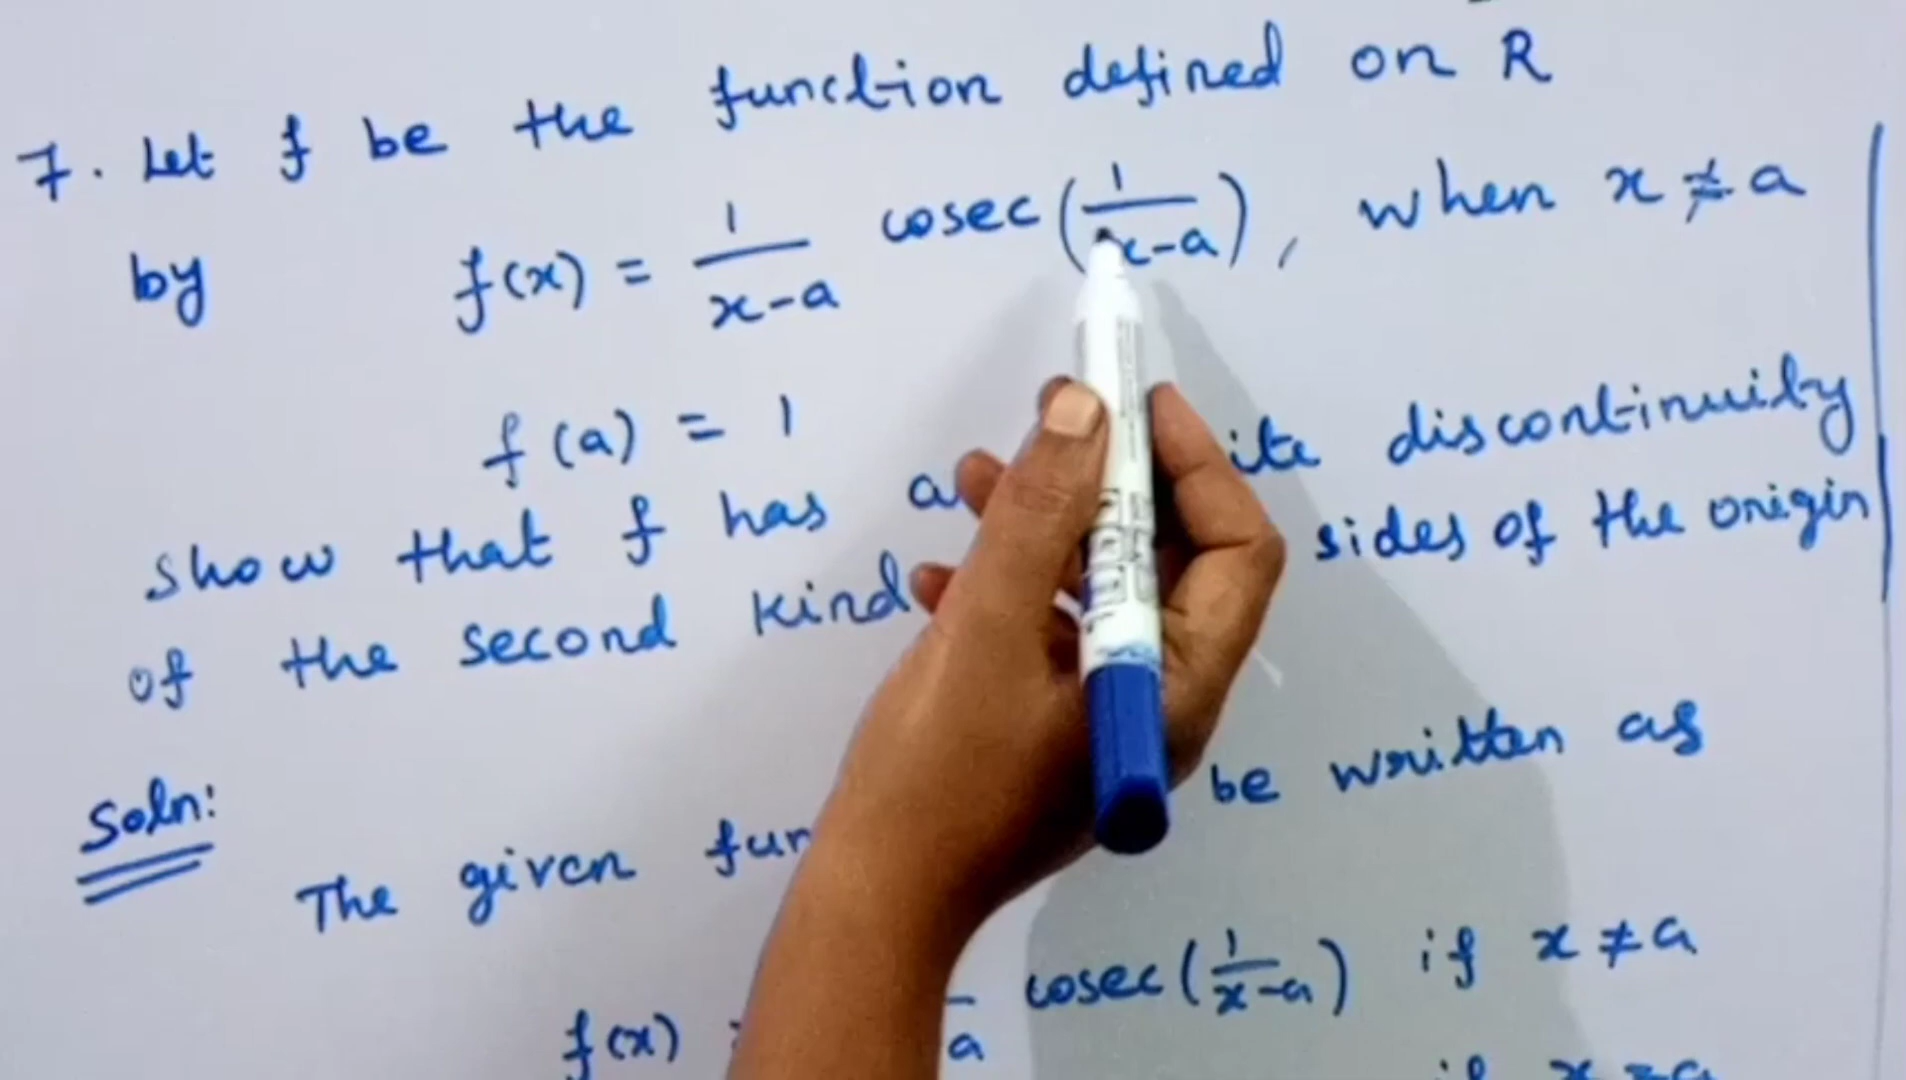 7. Let f be the function defined on R
by f(x) = 1/(x-a) cosec(1/(x-a)), when x ≠ a
f(a) = 1
show that f has discontinuity
of the second kind sides of the origin
Soln:
The given be written as
f(x) cosec(1/(x-a)) if x ≠ a
a
if x = a